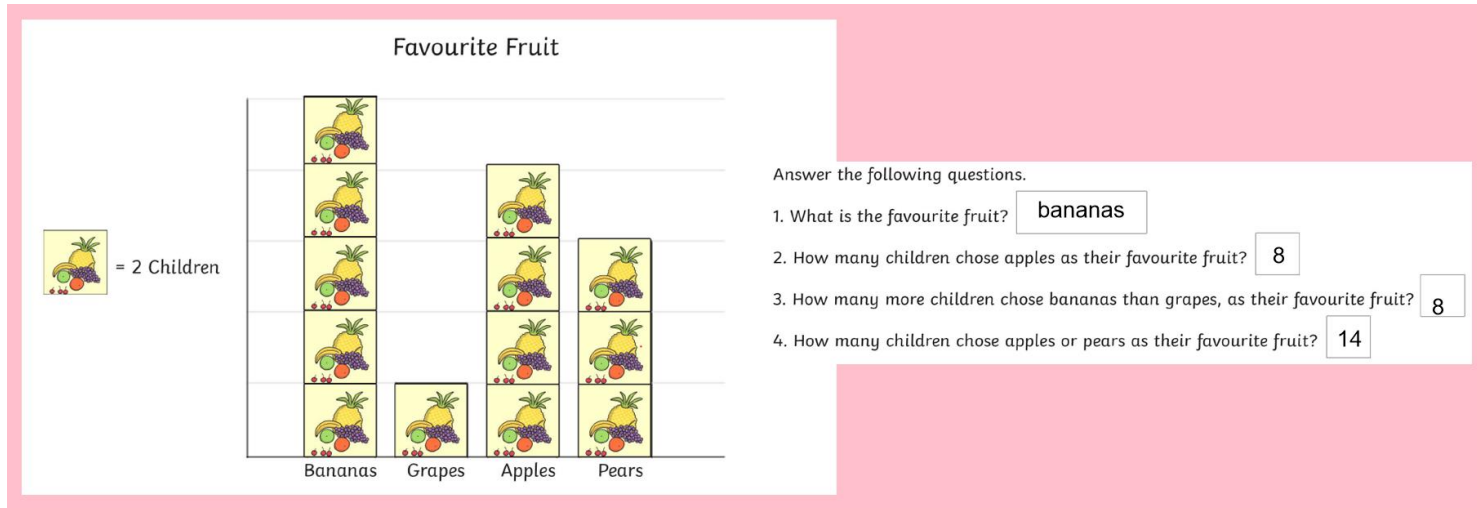 Favourite Fruit
= 2 Children
Bananas Grapes Apples Pears
Answer the following questions.
1. What is the favourite fruit? bananas
2. How many children chose apples as their favourite fruit? 8
3. How many more children chose bananas than grapes, as their favourite fruit? 8
4. How many children chose apples or pears as their favourite fruit? 14